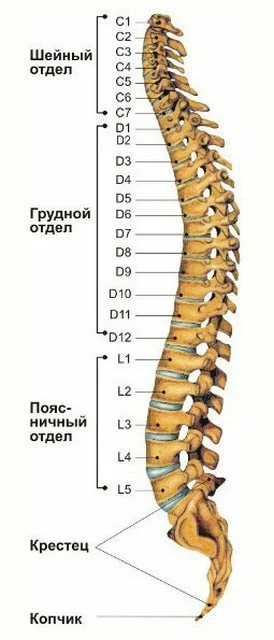 C1
C2
Шейный
отдел
C3
C4
C5
C6
C7
D1
D2
D3
D4
D5
Грудной
отдел
D6
D7
D8
D9
D10
D11
D12
L1
L2
Пояс-
ничный
отдел
L3
L4
L5
Крестец
Копчик